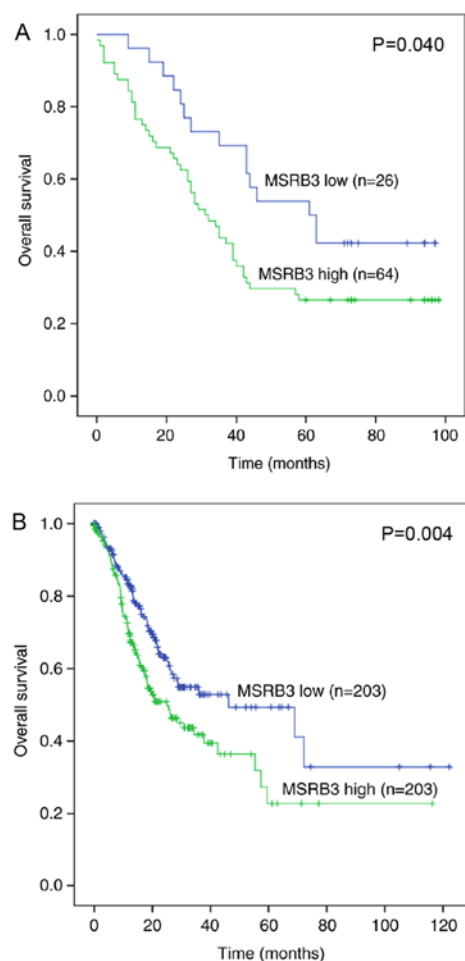 A
P=0.040
1.0
0.8
0.6
0.4
0.2
0.0
Overall survival
MSRB3 low (n=26)
MSRB3 high (n=64)
0 20 40 60 80 100
Time (months)
B
P=0.004
1.0
0.8
0.6
0.4
0.2
0.0
Overall survival
MSRB3 low (n=203)
MSRB3 high (n=203)
0 20 40 60 80 100 120
Time (months)